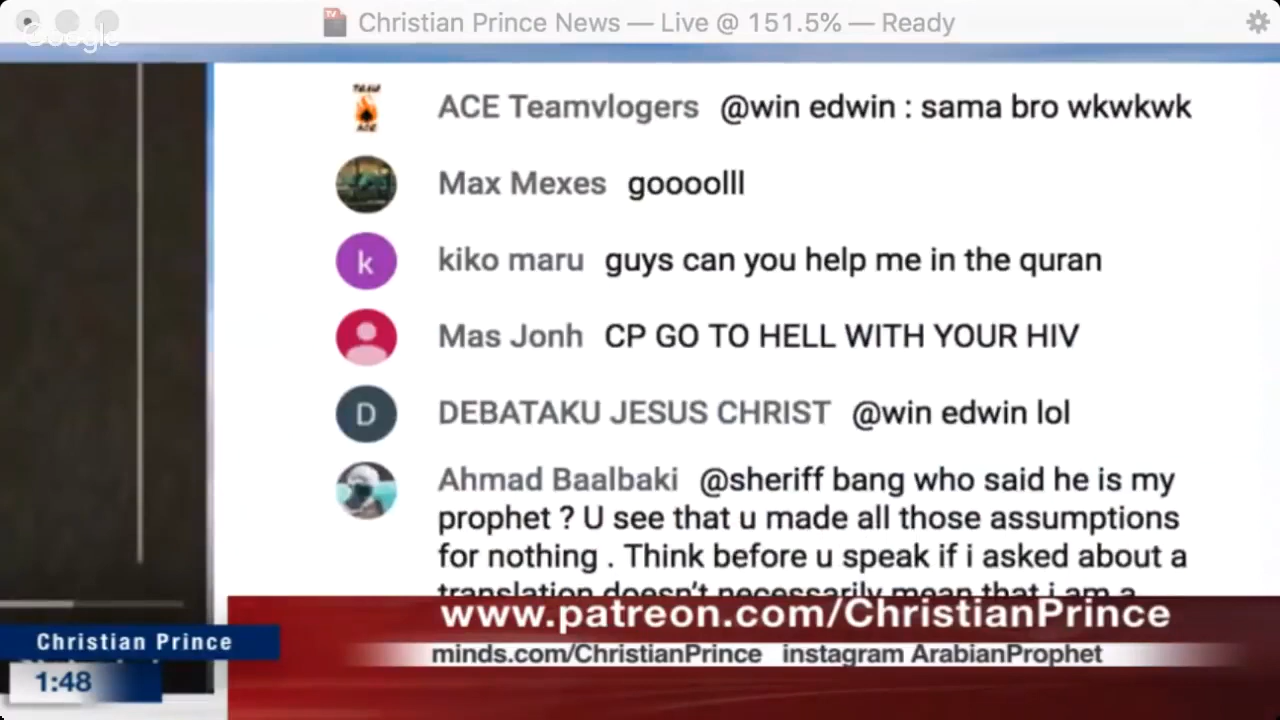 Christian Prince News — Live @ 151.5% — Ready
Google
ACE Teamvlogers @win edwin : sama bro wkwkwk
Max Mexes goooolll
k
kiko maru guys can you help me in the quran
Mas Jonh CP GO TO HELL WITH YOUR HIV
D
DEBATAKU JESUS CHRIST @win edwin lol
Ahmad Baalbaki @sheriff bang who said he is my
prophet ? U see that u made all those assumptions
for nothing . Think before u speak if i asked about a
translation doesn't necessarily mean that i am a
www.patreon.com/ChristianPrince
Christian Prince
minds.com/ChristianPrince instagram ArabianProphet
1:48